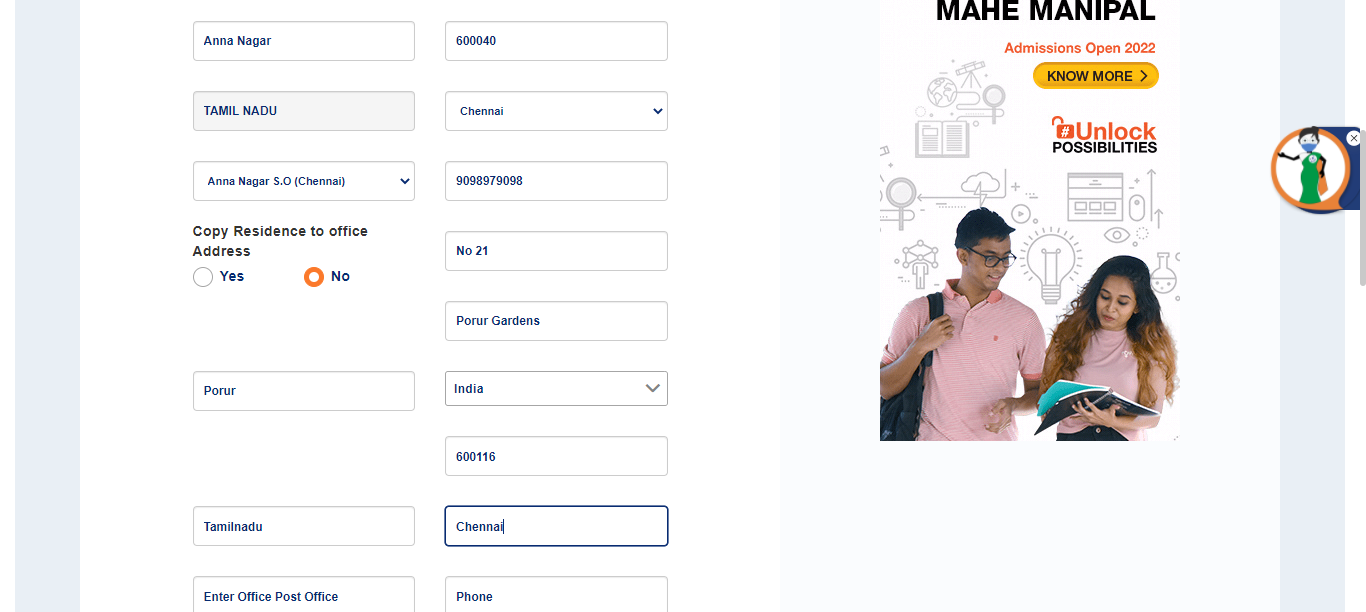 Anna Nagar
600040
TAMIL NADU
Chennai
Anna Nagar S.O (Chennai)
9098979098
Copy Residence to office
Address
Yes
No
No 21
Porur Gardens
Porur
India
600116
Tamilnadu
Chennai
Enter Office Post Office
Phone
MAHE MANIPAL
Admissions Open 2022
KNOW MORE
#Unlock
POSSIBILITIES